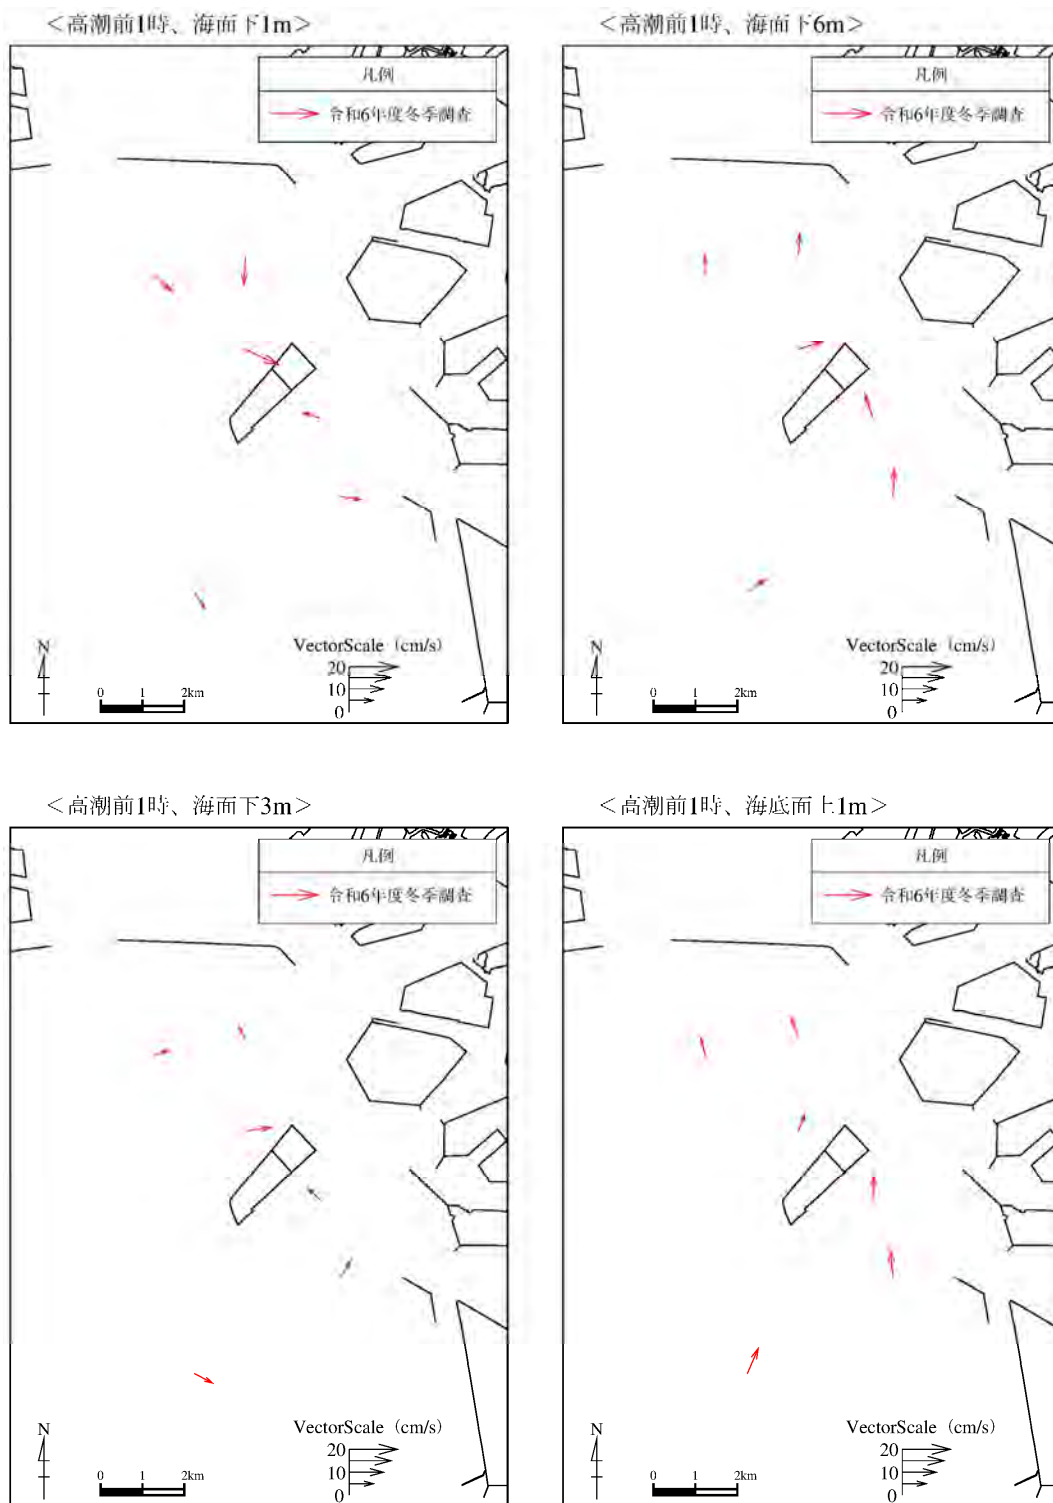 <高潮前1時、海面下1m>
凡例
令和6年度冬季調査
N
0 1 2km
VectorScale (cm/s)
20
10
0
<高潮前1時、海面下6m>
凡例
令和6年度冬季調査
N
0 1 2km
VectorScale (cm/s)
20
10
0
<高潮前1時、海面下3m>
凡例
令和6年度冬季調査
N
0 1 2km
VectorScale (cm/s)
20
10
0
<高潮前1時、海底面上1m>
凡例
令和6年度冬季調査
N
0 1 2km
VectorScale (cm/s)
20
10
0